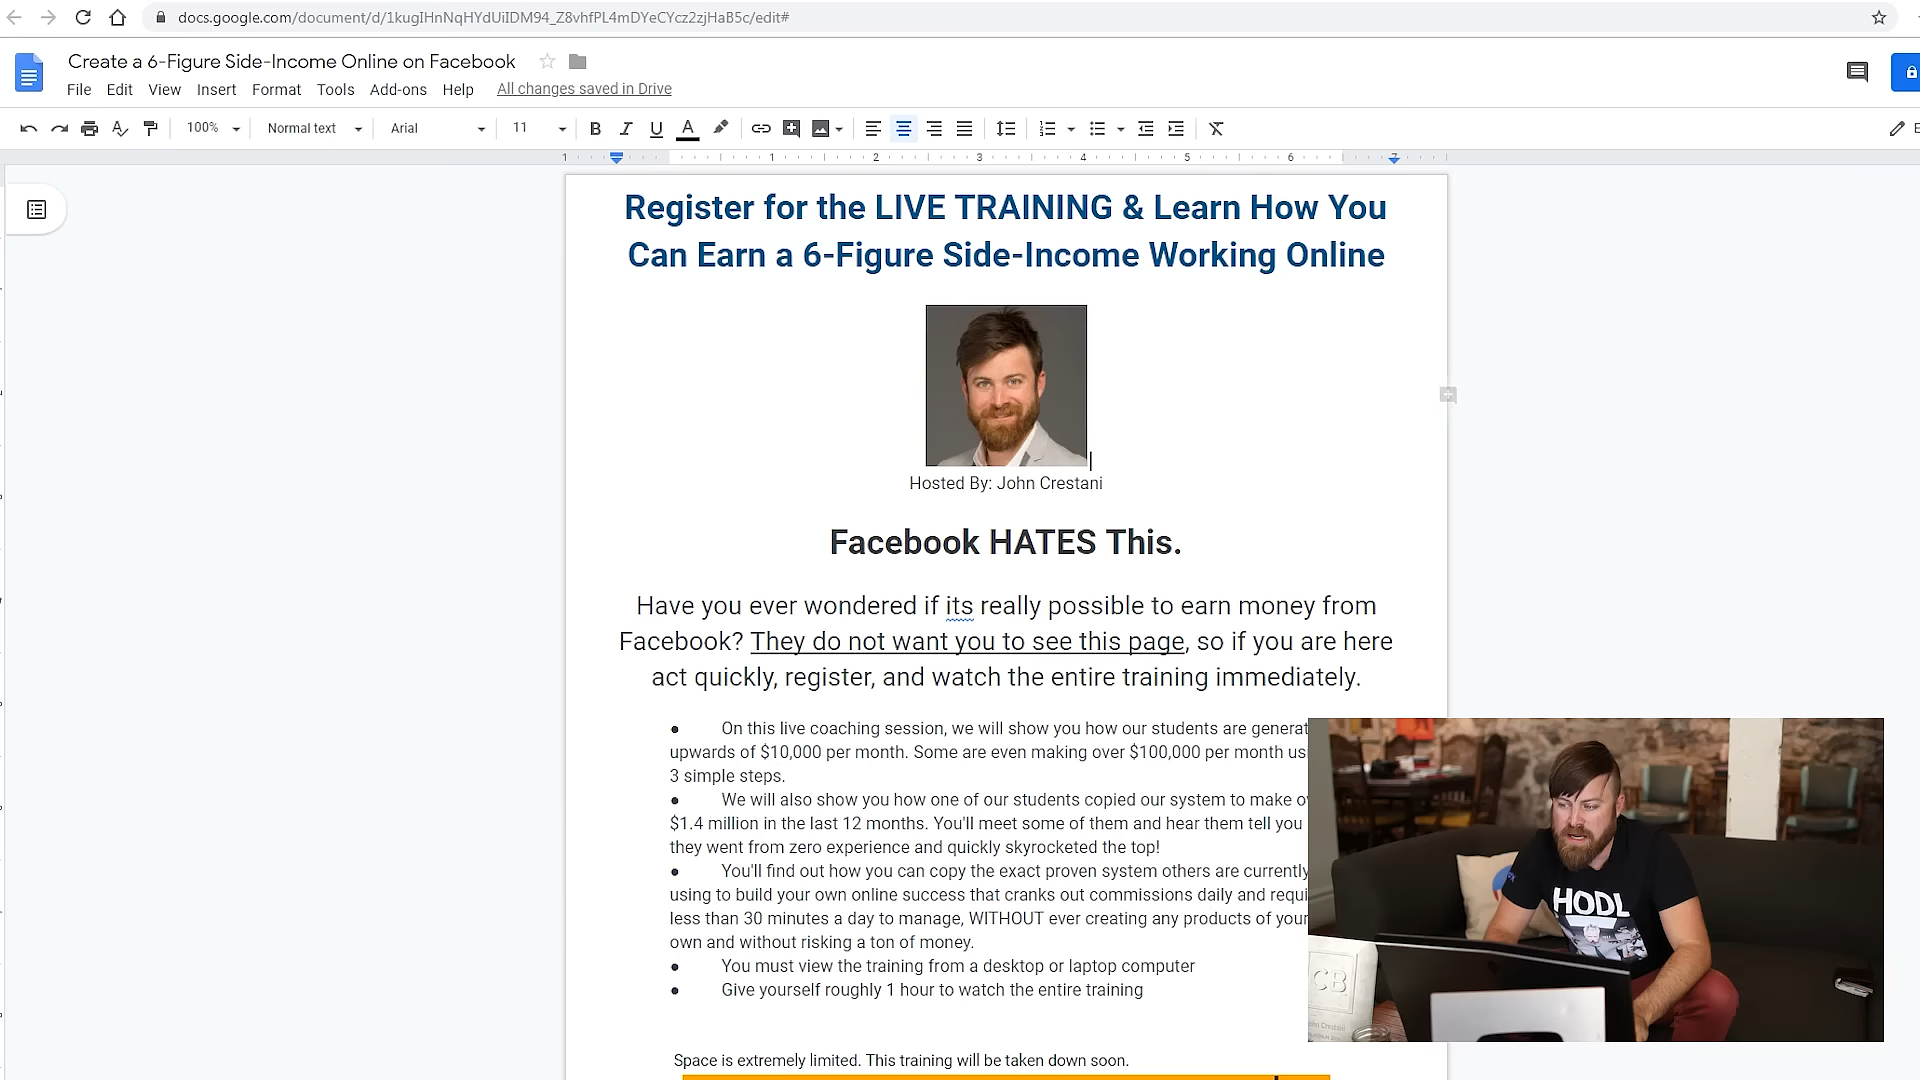 docs.google.com/document/d/1kugIHnNqHYdUiIDM94_Z8vhfPL4mDYeCYcz2zjHaB5c/edit#
Create a 6-Figure Side-Income Online on Facebook
File Edit View Insert Format Tools Add-ons Help All changes saved in Drive
100% Normal text Arial 11 B I U A
1 1 2 3 4 5 6 7
Register for the LIVE TRAINING & Learn How You
Can Earn a 6-Figure Side-Income Working Online
Hosted By: John Crestani
Facebook HATES This.
Have you ever wondered if its really possible to earn money from
Facebook? They do not want you to see this page, so if you are here
act quickly, register, and watch the entire training immediately.
● On this live coaching session, we will show you how our students are generat
upwards of $10,000 per month. Some are even making over $100,000 per month us
3 simple steps.
● We will also show you how one of our students copied our system to make o
$1.4 million in the last 12 months. You'll meet some of them and hear them tell you
they went from zero experience and quickly skyrocketed the top!
● You'll find out how you can copy the exact proven system others are currently
using to build your own online success that cranks out commissions daily and requi
less than 30 minutes a day to manage, WITHOUT ever creating any products of your
own and without risking a ton of money.
● You must view the training from a desktop or laptop computer
● Give yourself roughly 1 hour to watch the entire training
Space is extremely limited. This training will be taken down soon.
HODL
CB
John Crestani